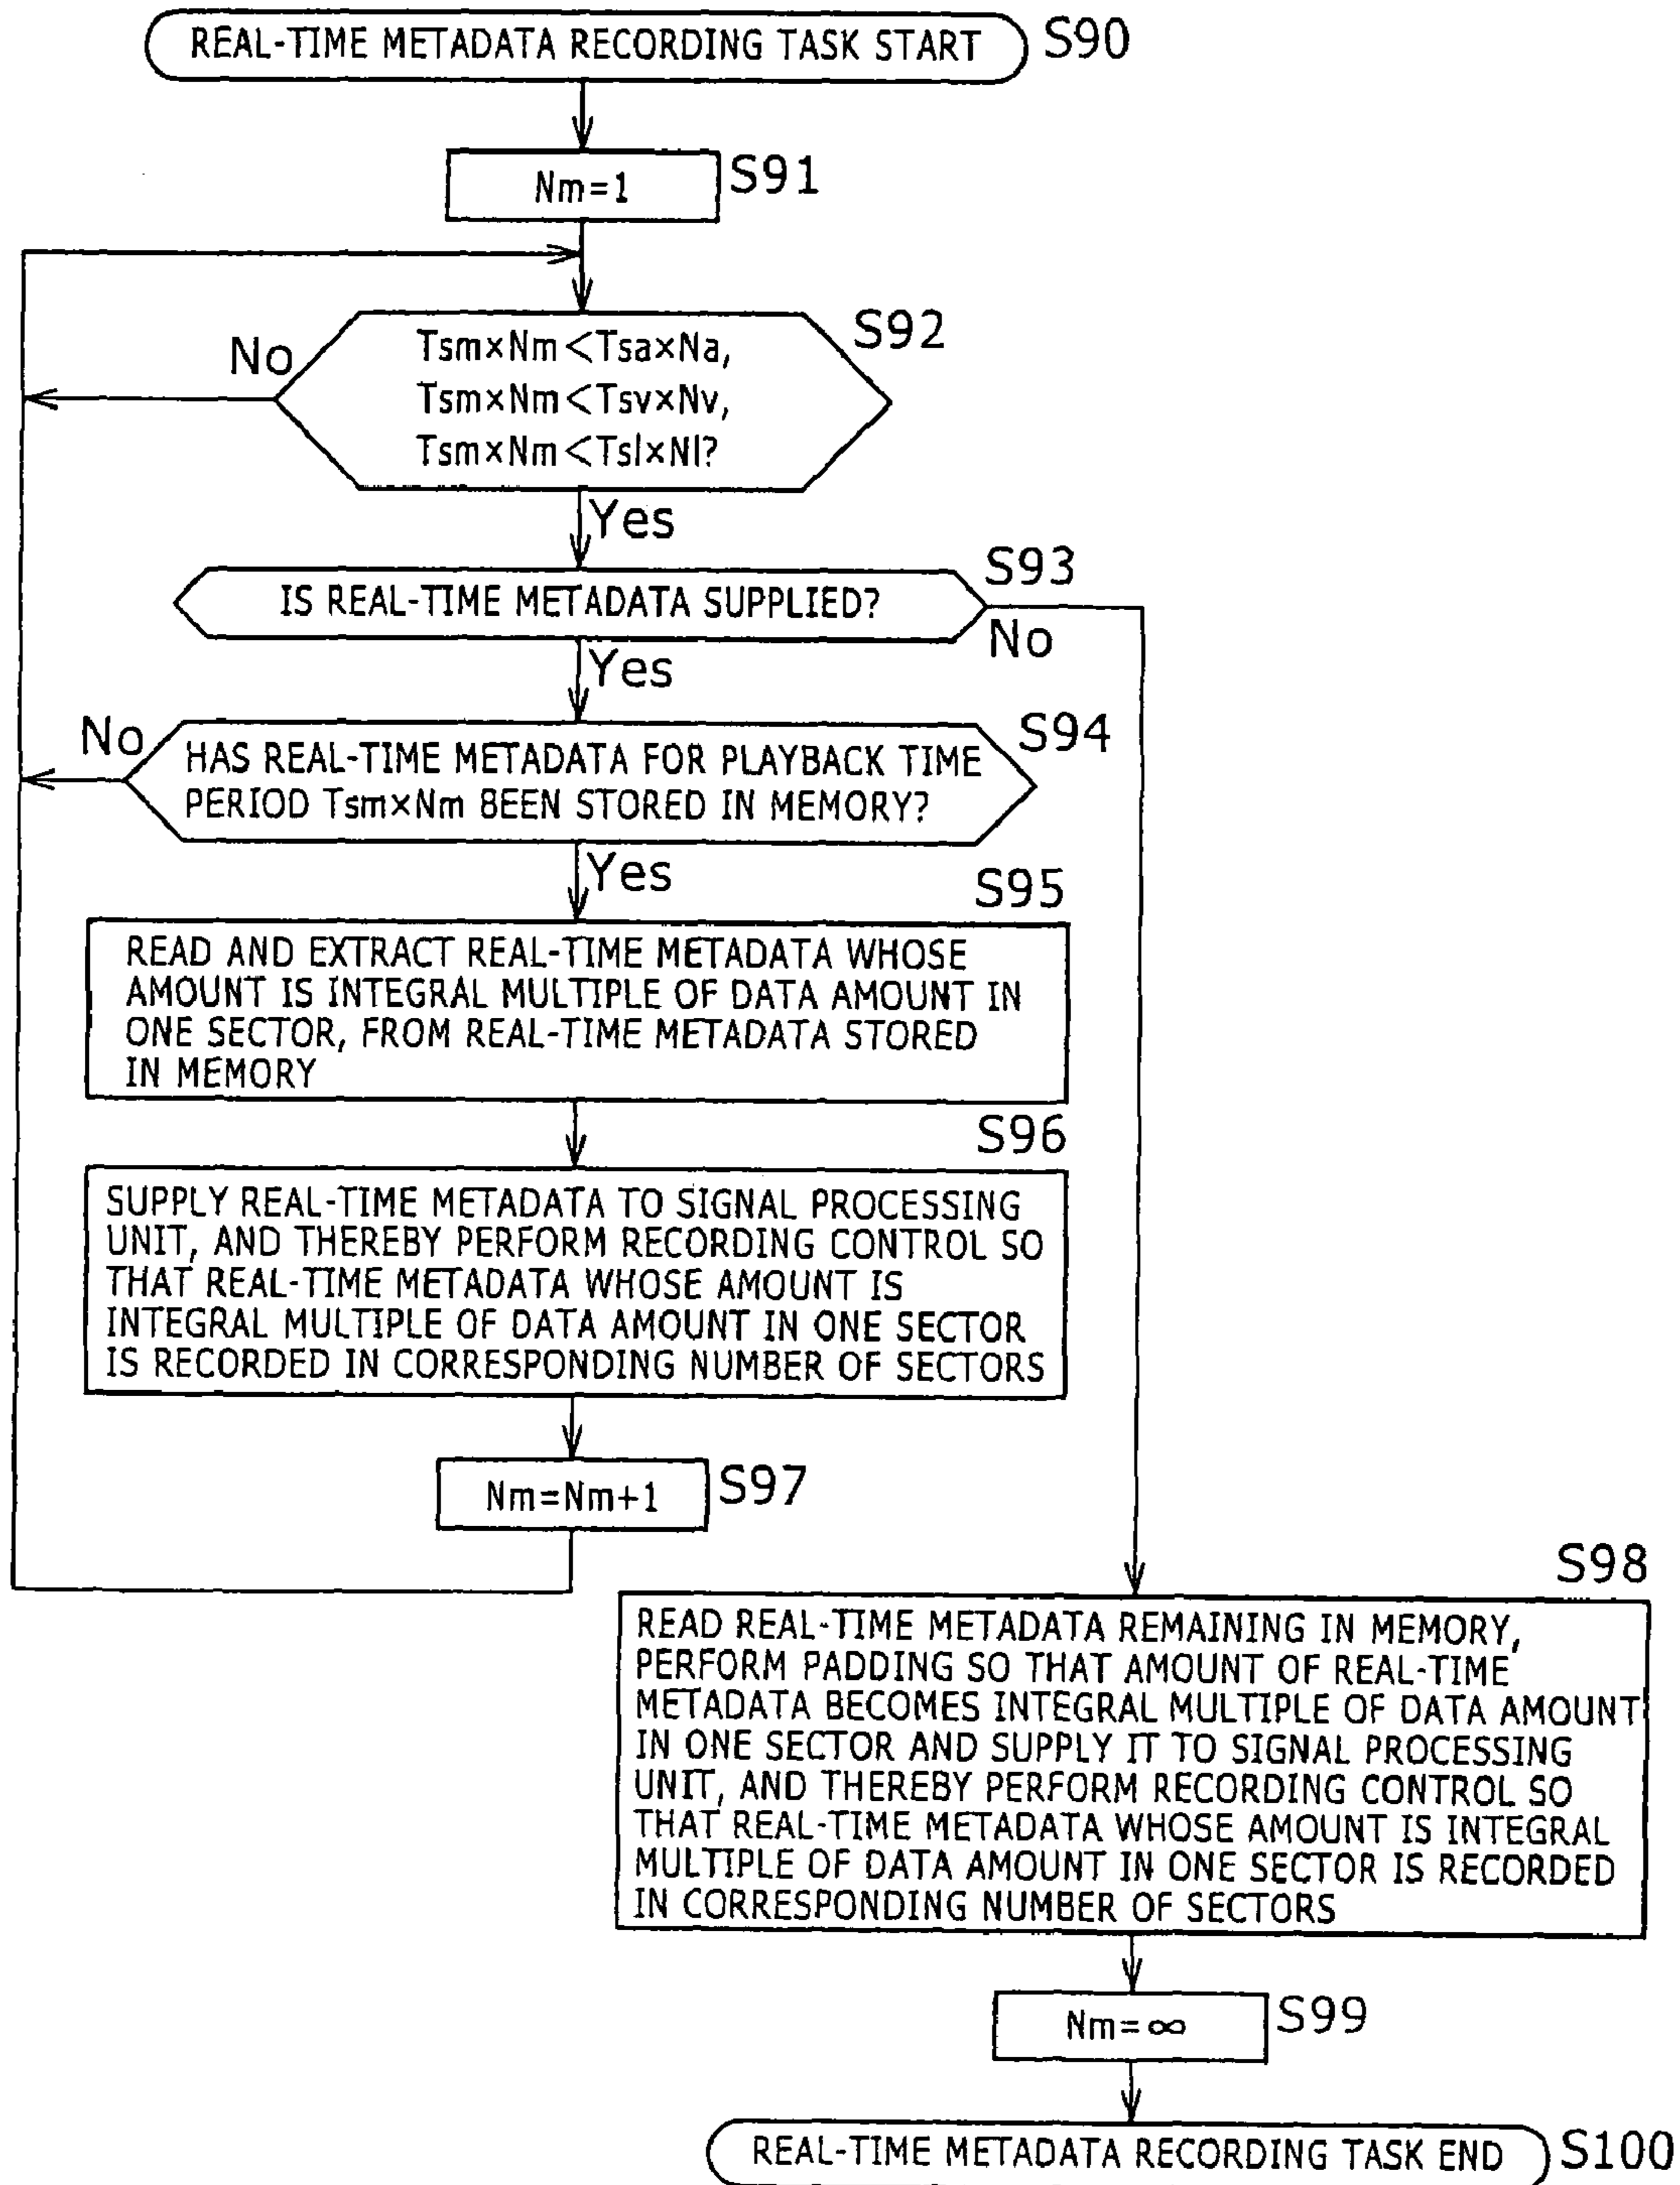 REAL-TIME METADATA RECORDING TASK START
S90
Nm=1
S91
Tsm×Nm<Tsa×Na,
Tsm×Nm<Tsv×Nv,
Tsm×Nm<Tsl×Nl?
S92
No
Yes
IS REAL-TIME METADATA SUPPLIED?
S93
No
Yes
HAS REAL-TIME METADATA FOR PLAYBACK TIME
PERIOD Tsm×Nm BEEN STORED IN MEMORY?
S94
No
Yes
S95
READ AND EXTRACT REAL-TIME METADATA WHOSE
AMOUNT IS INTEGRAL MULTIPLE OF DATA AMOUNT IN
ONE SECTOR, FROM REAL-TIME METADATA STORED
IN MEMORY
S96
SUPPLY REAL-TIME METADATA TO SIGNAL PROCESSING
UNIT, AND THEREBY PERFORM RECORDING CONTROL SO
THAT REAL-TIME METADATA WHOSE AMOUNT IS
INTEGRAL MULTIPLE OF DATA AMOUNT IN ONE SECTOR
IS RECORDED IN CORRESPONDING NUMBER OF SECTORS
Nm=Nm+1
S97
S98
READ REAL-TIME METADATA REMAINING IN MEMORY,
PERFORM PADDING SO THAT AMOUNT OF REAL-TIME
METADATA BECOMES INTEGRAL MULTIPLE OF DATA AMOUNT
IN ONE SECTOR AND SUPPLY IT TO SIGNAL PROCESSING
UNIT, AND THEREBY PERFORM RECORDING CONTROL SO
THAT REAL-TIME METADATA WHOSE AMOUNT IS INTEGRAL
MULTIPLE OF DATA AMOUNT IN ONE SECTOR IS RECORDED
IN CORRESPONDING NUMBER OF SECTORS
Nm=∞
S99
REAL-TIME METADATA RECORDING TASK END
S100